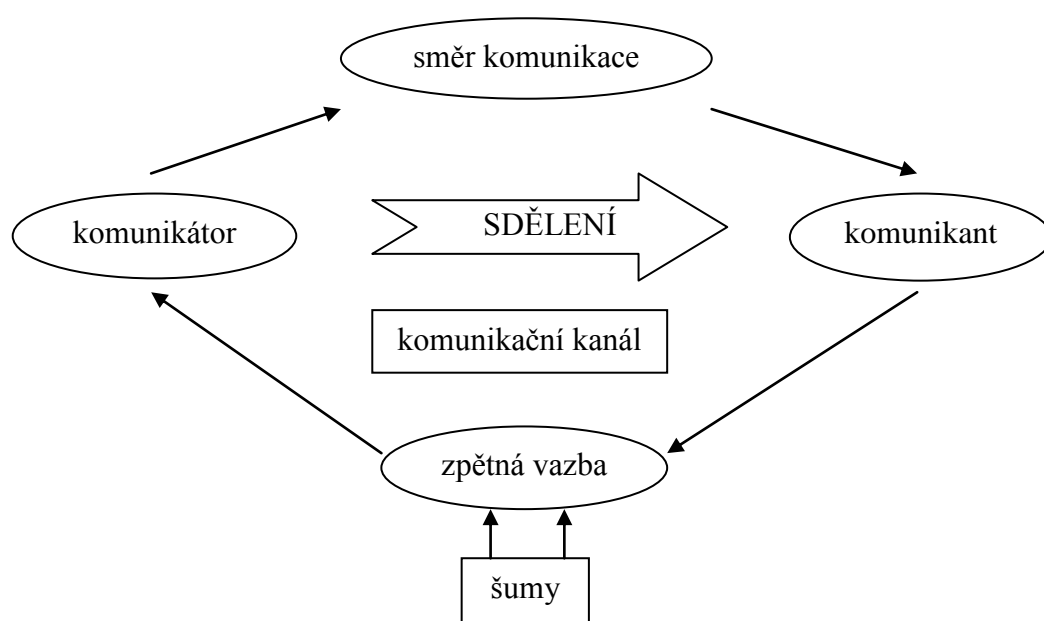 směr komunikace
komunikátor
SDĚLENÍ
komunikant
komunikační kanál
zpětná vazba
šumy